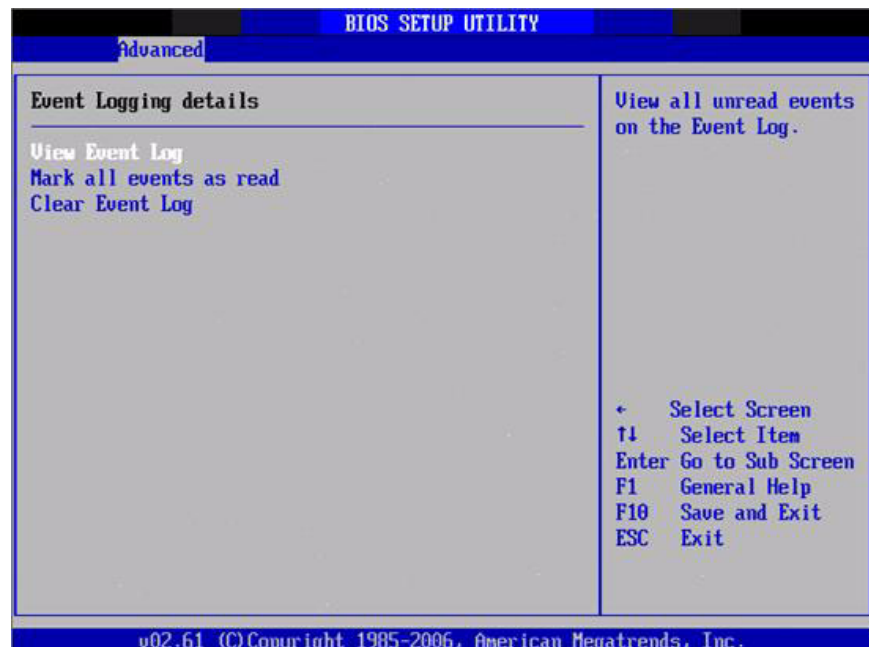 BIOS SETUP UTILITY
Advanced
Event Logging details
View Event Log
Mark all events as read
Clear Event Log
View all unread events
on the Event Log.
← Select Screen
↑↓ Select Item
Enter Go to Sub Screen
F1 General Help
F10 Save and Exit
ESC Exit
v02.61 (C)Copyright 1985-2006, American Megatrends, Inc.